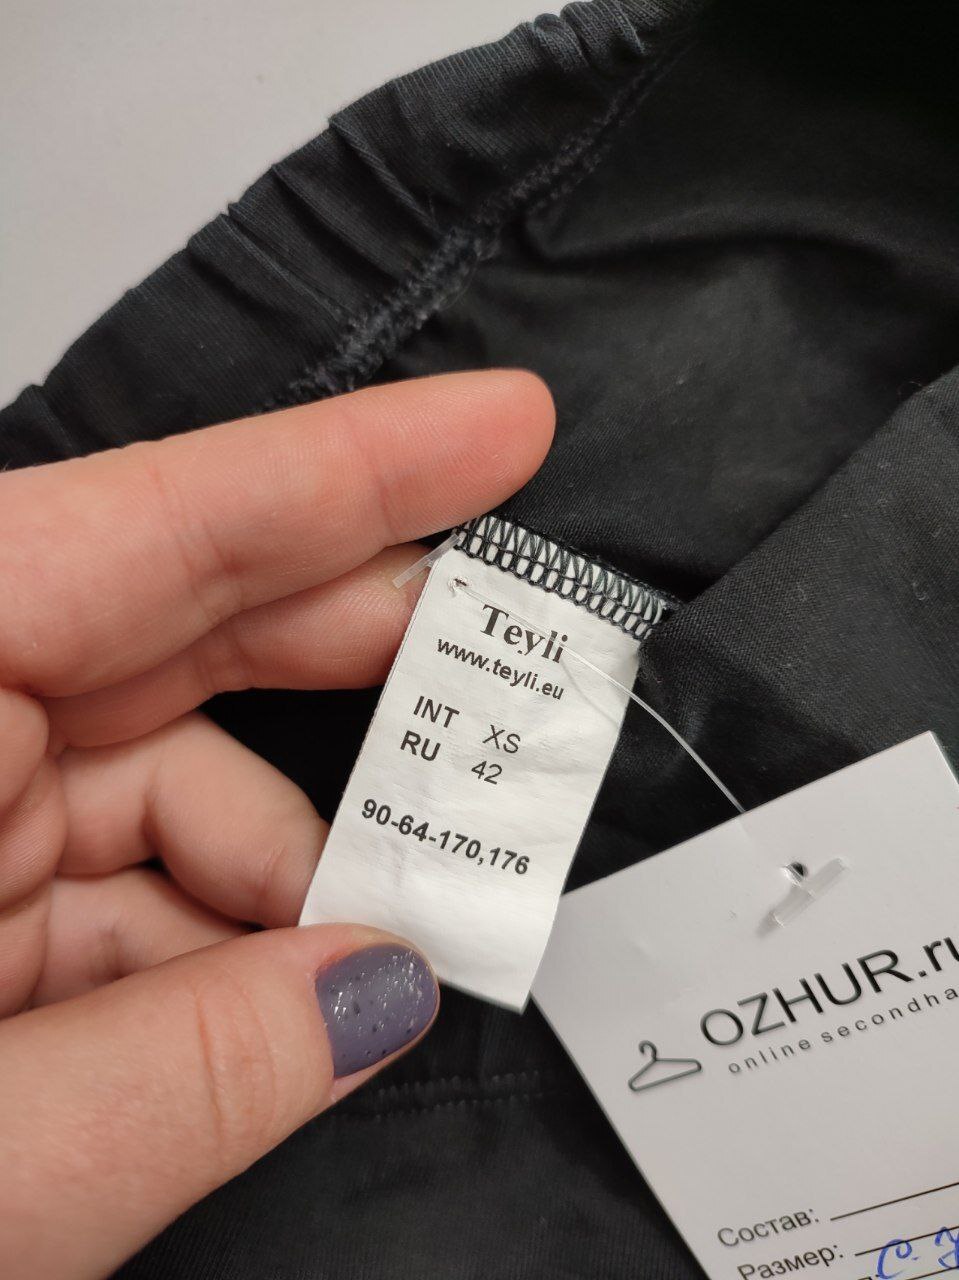 Teyli
www.teyli.eu
INT XS
RU 42
90-64-170,176
OZHUR.ru
online secondha
Состав:
Размер: